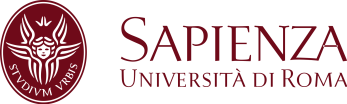 STVDIVM VRBIS
SAPIENZA
UNIVERSITÀ DI ROMA